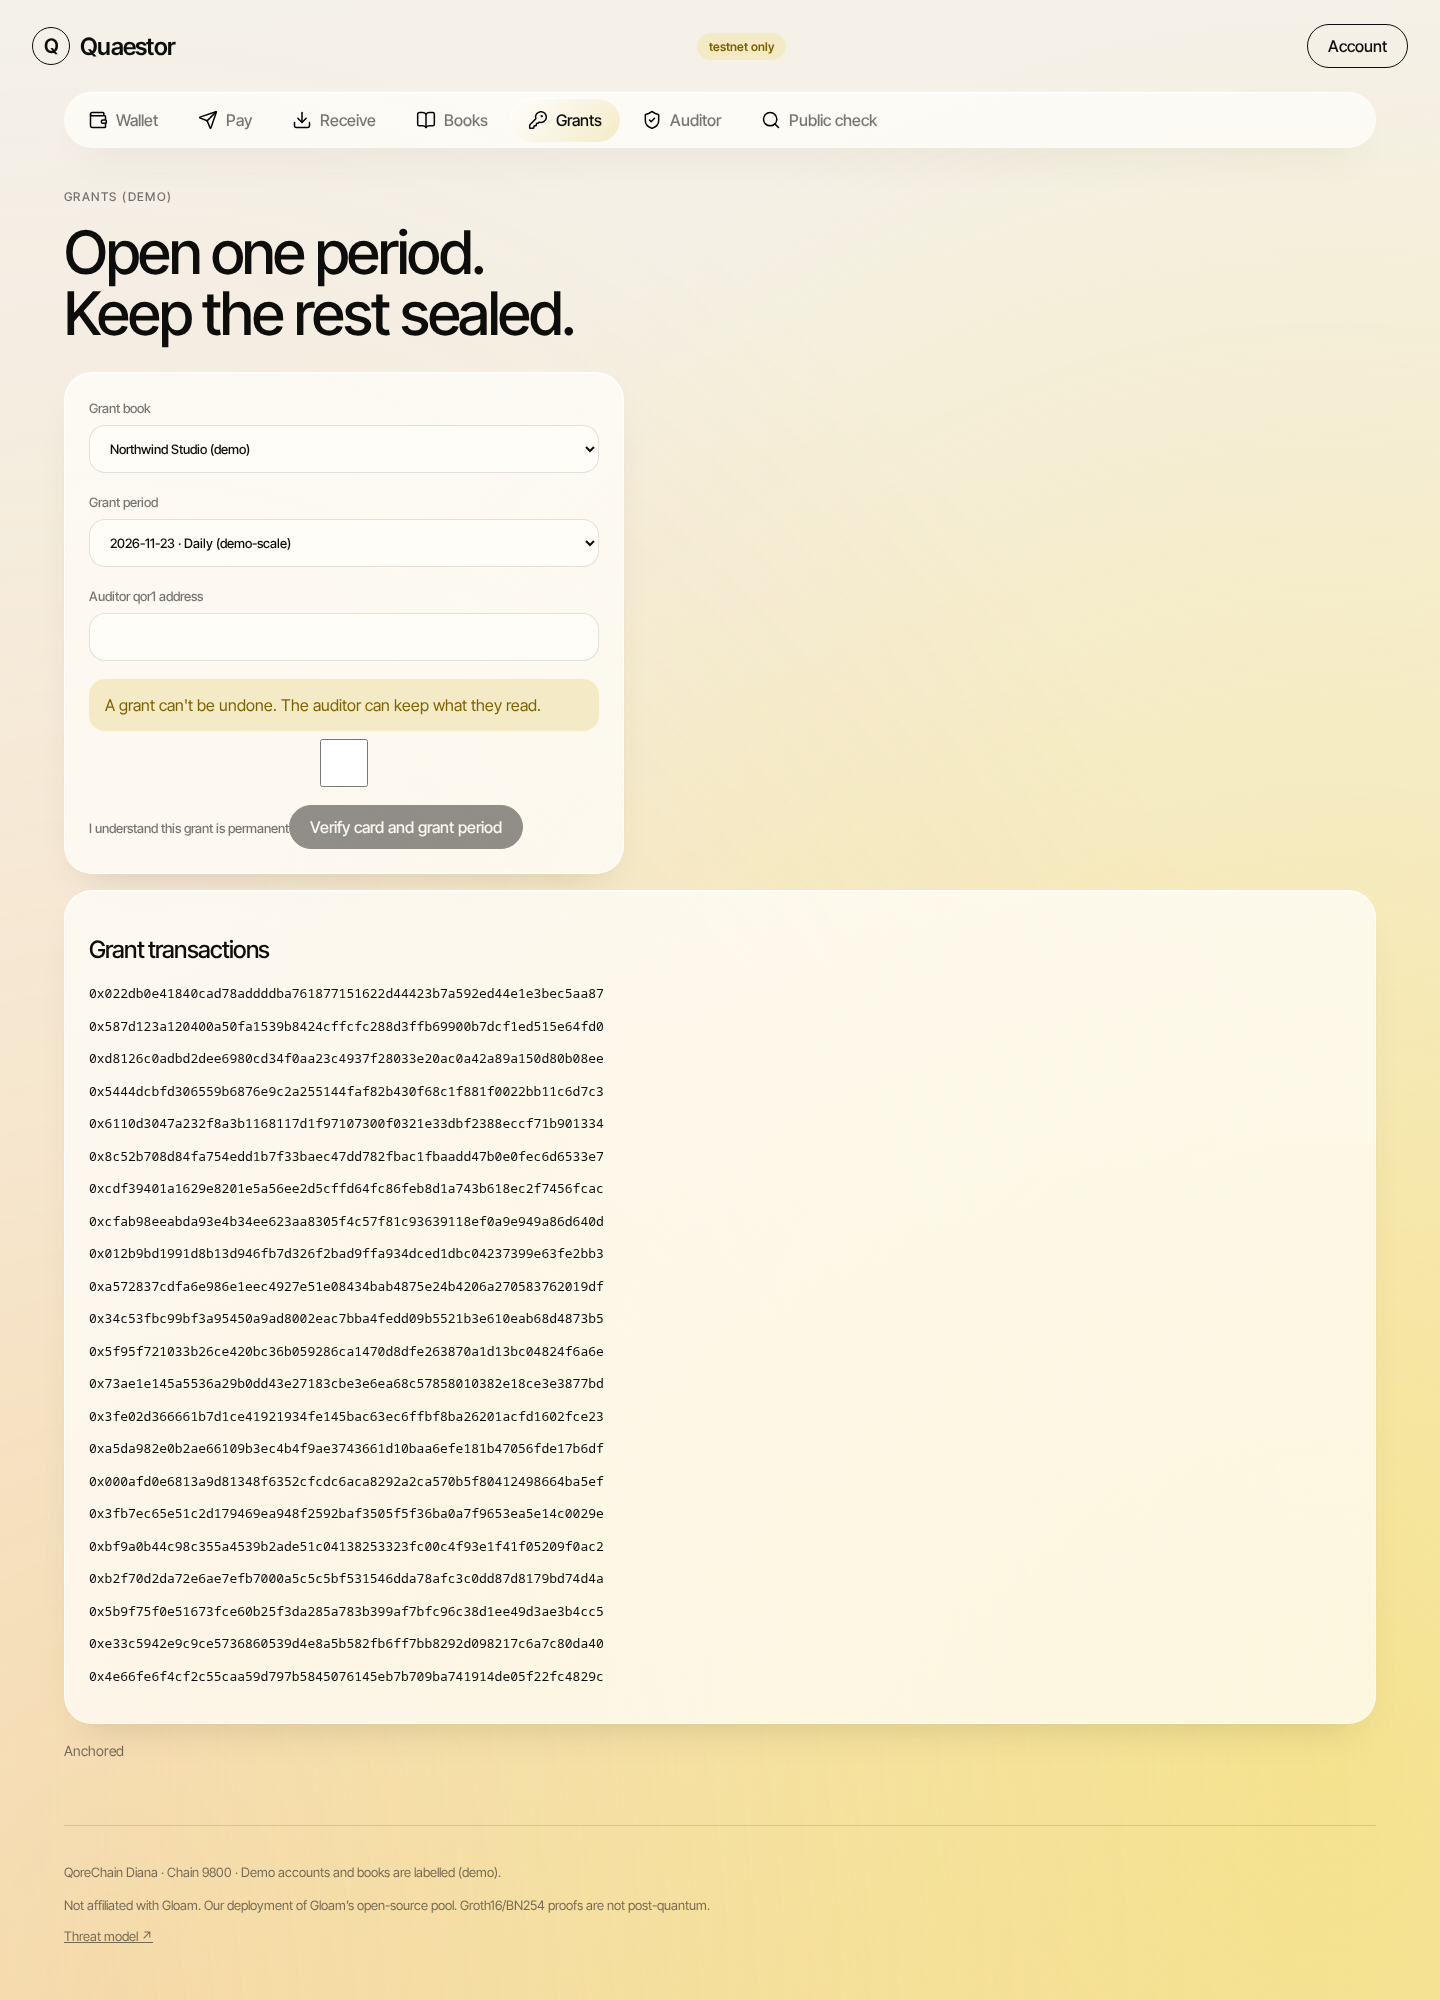 Q Quaestor
testnet only
Account
Wallet
Pay
Receive
Books
Grants
Auditor
Public check
GRANTS (DEMO)
Open one period.
Keep the rest sealed.
Grant book
Northwind Studio (demo)
Grant period
2026-11-23 · Daily (demo-scale)
Auditor qor1 address
A grant can't be undone. The auditor can keep what they read.
I understand this grant is permanent
Verify card and grant period
Grant transactions
0x022db0e41840cad78addddba761877151622d44423b7a592ed44e1e3bec5aa87
0x587d123a120400a50fa1539b8424cffcfc288d3ffb69900b7dcf1ed515e64fd0
0xd8126c0adbd2dee6980cd34f0aa23c4937f28033e20ac0a42a89a150d80b08ee
0x5444dcbfd306559b6876e9c2a255144faf82b430f68c1f881f0022bb11c6d7c3
0x6110d3047a232f8a3b1168117d1f97107300f0321e33dbf2388eccf71b901334
0x8c52b708d84fa754edd1b7f33baec47dd782fbac1fbaadd47b0e0fec6d6533e7
0xcdf39401a1629e8201e5a56ee2d5cffd64fc86feb8d1a743b618ec2f7456fcac
0xcfab98eeabda93e4b34ee623aa8305f4c57f81c93639118ef0a9e949a86d640d
0x012b9bd1991d8b13d946fb7d326f2bad9ffa934dced1dbc04237399e63fe2bb3
0xa572837cdfa6e986e1eec4927e51e08434bab4875e24b4206a270583762019df
0x34c53fbc99bf3a95450a9ad8002eac7bba4fedd09b5521b3e610eab68d4873b5
0x5f95f721033b26ce420bc36b059286ca1470d8dfe263870a1d13bc04824f6a6e
0x73ae1e145a5536a29b0dd43e27183cbe3e6ea68c57858010382e18ce3e3877bd
0x3fe02d366661b7d1ce41921934fe145bac63ec6ffbf8ba26201acfd1602fce23
0xa5da982e0b2ae66109b3ec4b4f9ae3743661d10baa6efe181b47056fde17b6df
0x000afd0e6813a9d81348f6352cfcdc6aca8292a2ca570b5f80412498664ba5ef
0x3fb7ec65e51c2d179469ea948f2592baf3505f5f36ba0a7f9653ea5e14c0029e
0xbf9a0b44c98c355a4539b2ade51c04138253323fc00c4f93e1f41f05209f0ac2
0xb2f70d2da72e6ae7efb7000a5c5c5bf531546dda78afc3c0dd87d8179bd74d4a
0x5b9f75f0e51673fce60b25f3da285a783b399af7bfc96c38d1ee49d3ae3b4cc5
0xe33c5942e9c9ce5736860539d4e8a5b582fb6ff7bb8292d098217c6a7c80da40
0x4e66fe6f4cf2c55caa59d797b5845076145eb7b709ba741914de05f22fc4829c
Anchored
QoreChain Diana · Chain 9800 · Demo accounts and books are labelled (demo).
Not affiliated with Gloam. Our deployment of Gloam’s open-source pool. Groth16/BN254 proofs are not post-quantum.
Threat model ↗